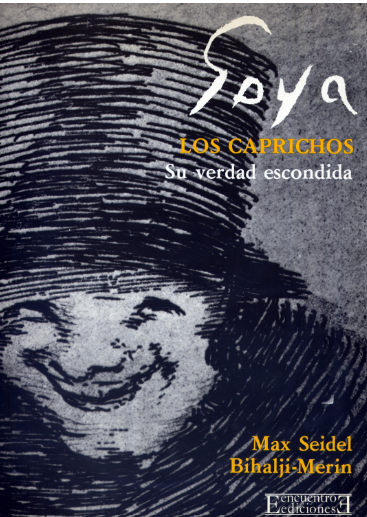 Goya
LOS CAPRICHOS
Su verdad escondida
Max Seidel
Bihalji-Merin
encuentro
ediciones